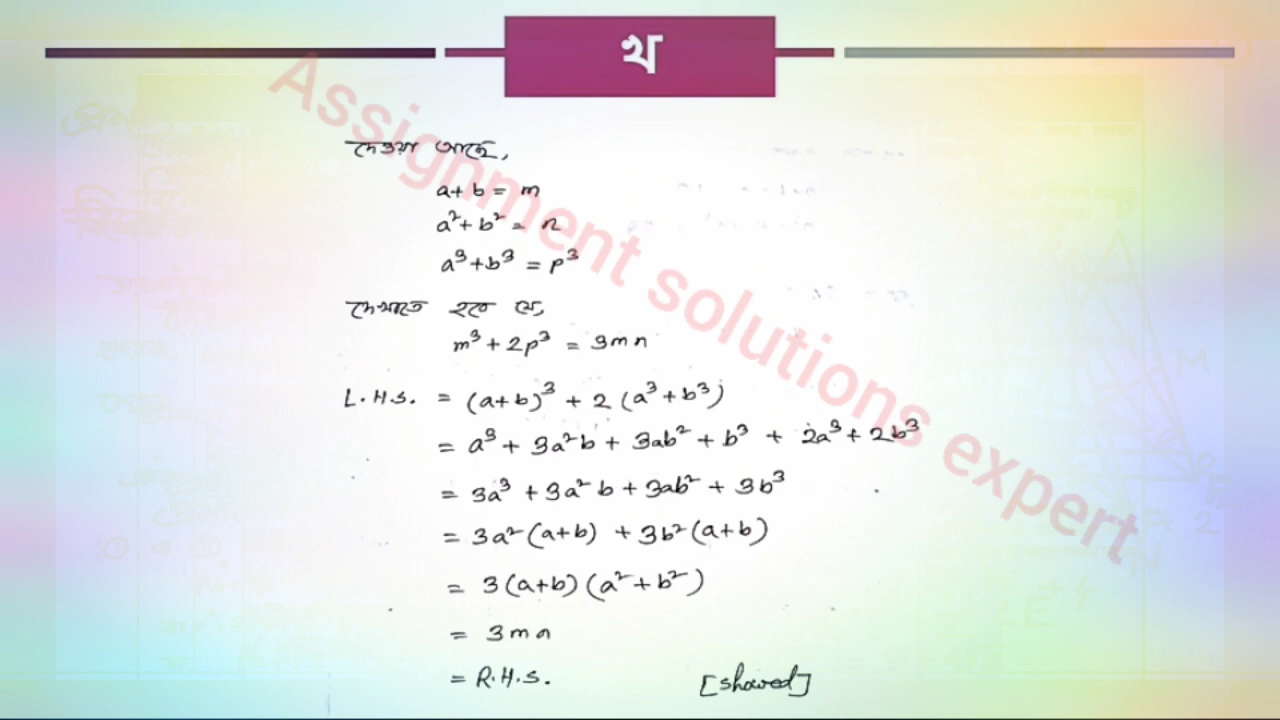 খ
দেওয়া আছে,
a+b = m
a²+b² = n
a³+b³ = p³
দেখাতে হবে যে,
m³+2p³ = 3mn
L.H.S. = (a+b)³ + 2(a³+b³)
= a³ + 3a²b + 3ab² + b³ + 2a³ + 2b³
= 3a³ + 3a²b + 3ab² + 3b³
= 3a²(a+b) + 3b²(a+b)
= 3(a+b)(a²+b²)
= 3mn
= R.H.S. [showed]
Assignment solutions expert